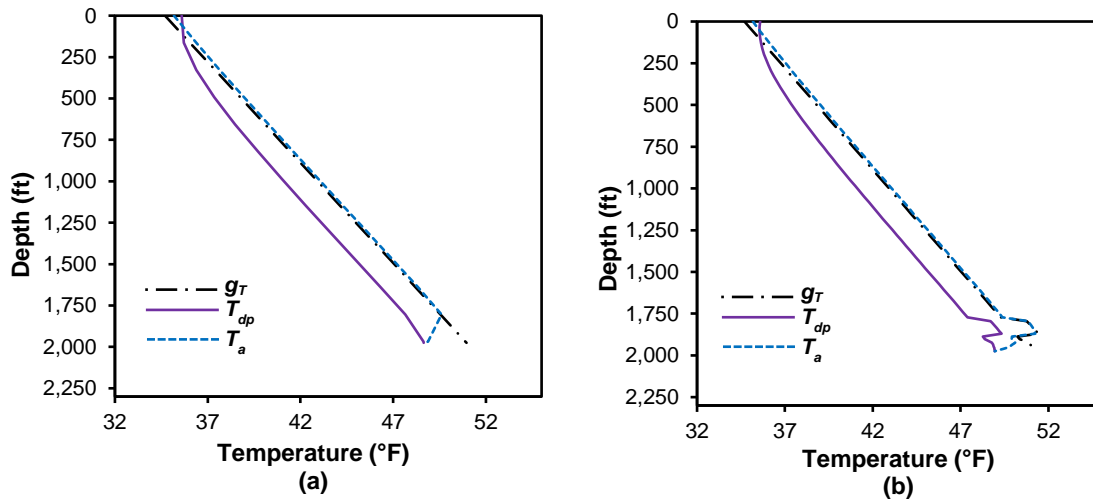 0
250
500
750
1,000
1,250
1,500
1,750
2,000
2,250
32
37
42
47
52
Depth (ft)
Temperature (°F)
g_T
T_dp
T_a
(a)
0
250
500
750
1,000
1,250
1,500
1,750
2,000
2,250
32
37
42
47
52
Depth (ft)
Temperature (°F)
g_T
T_dp
T_a
(b)